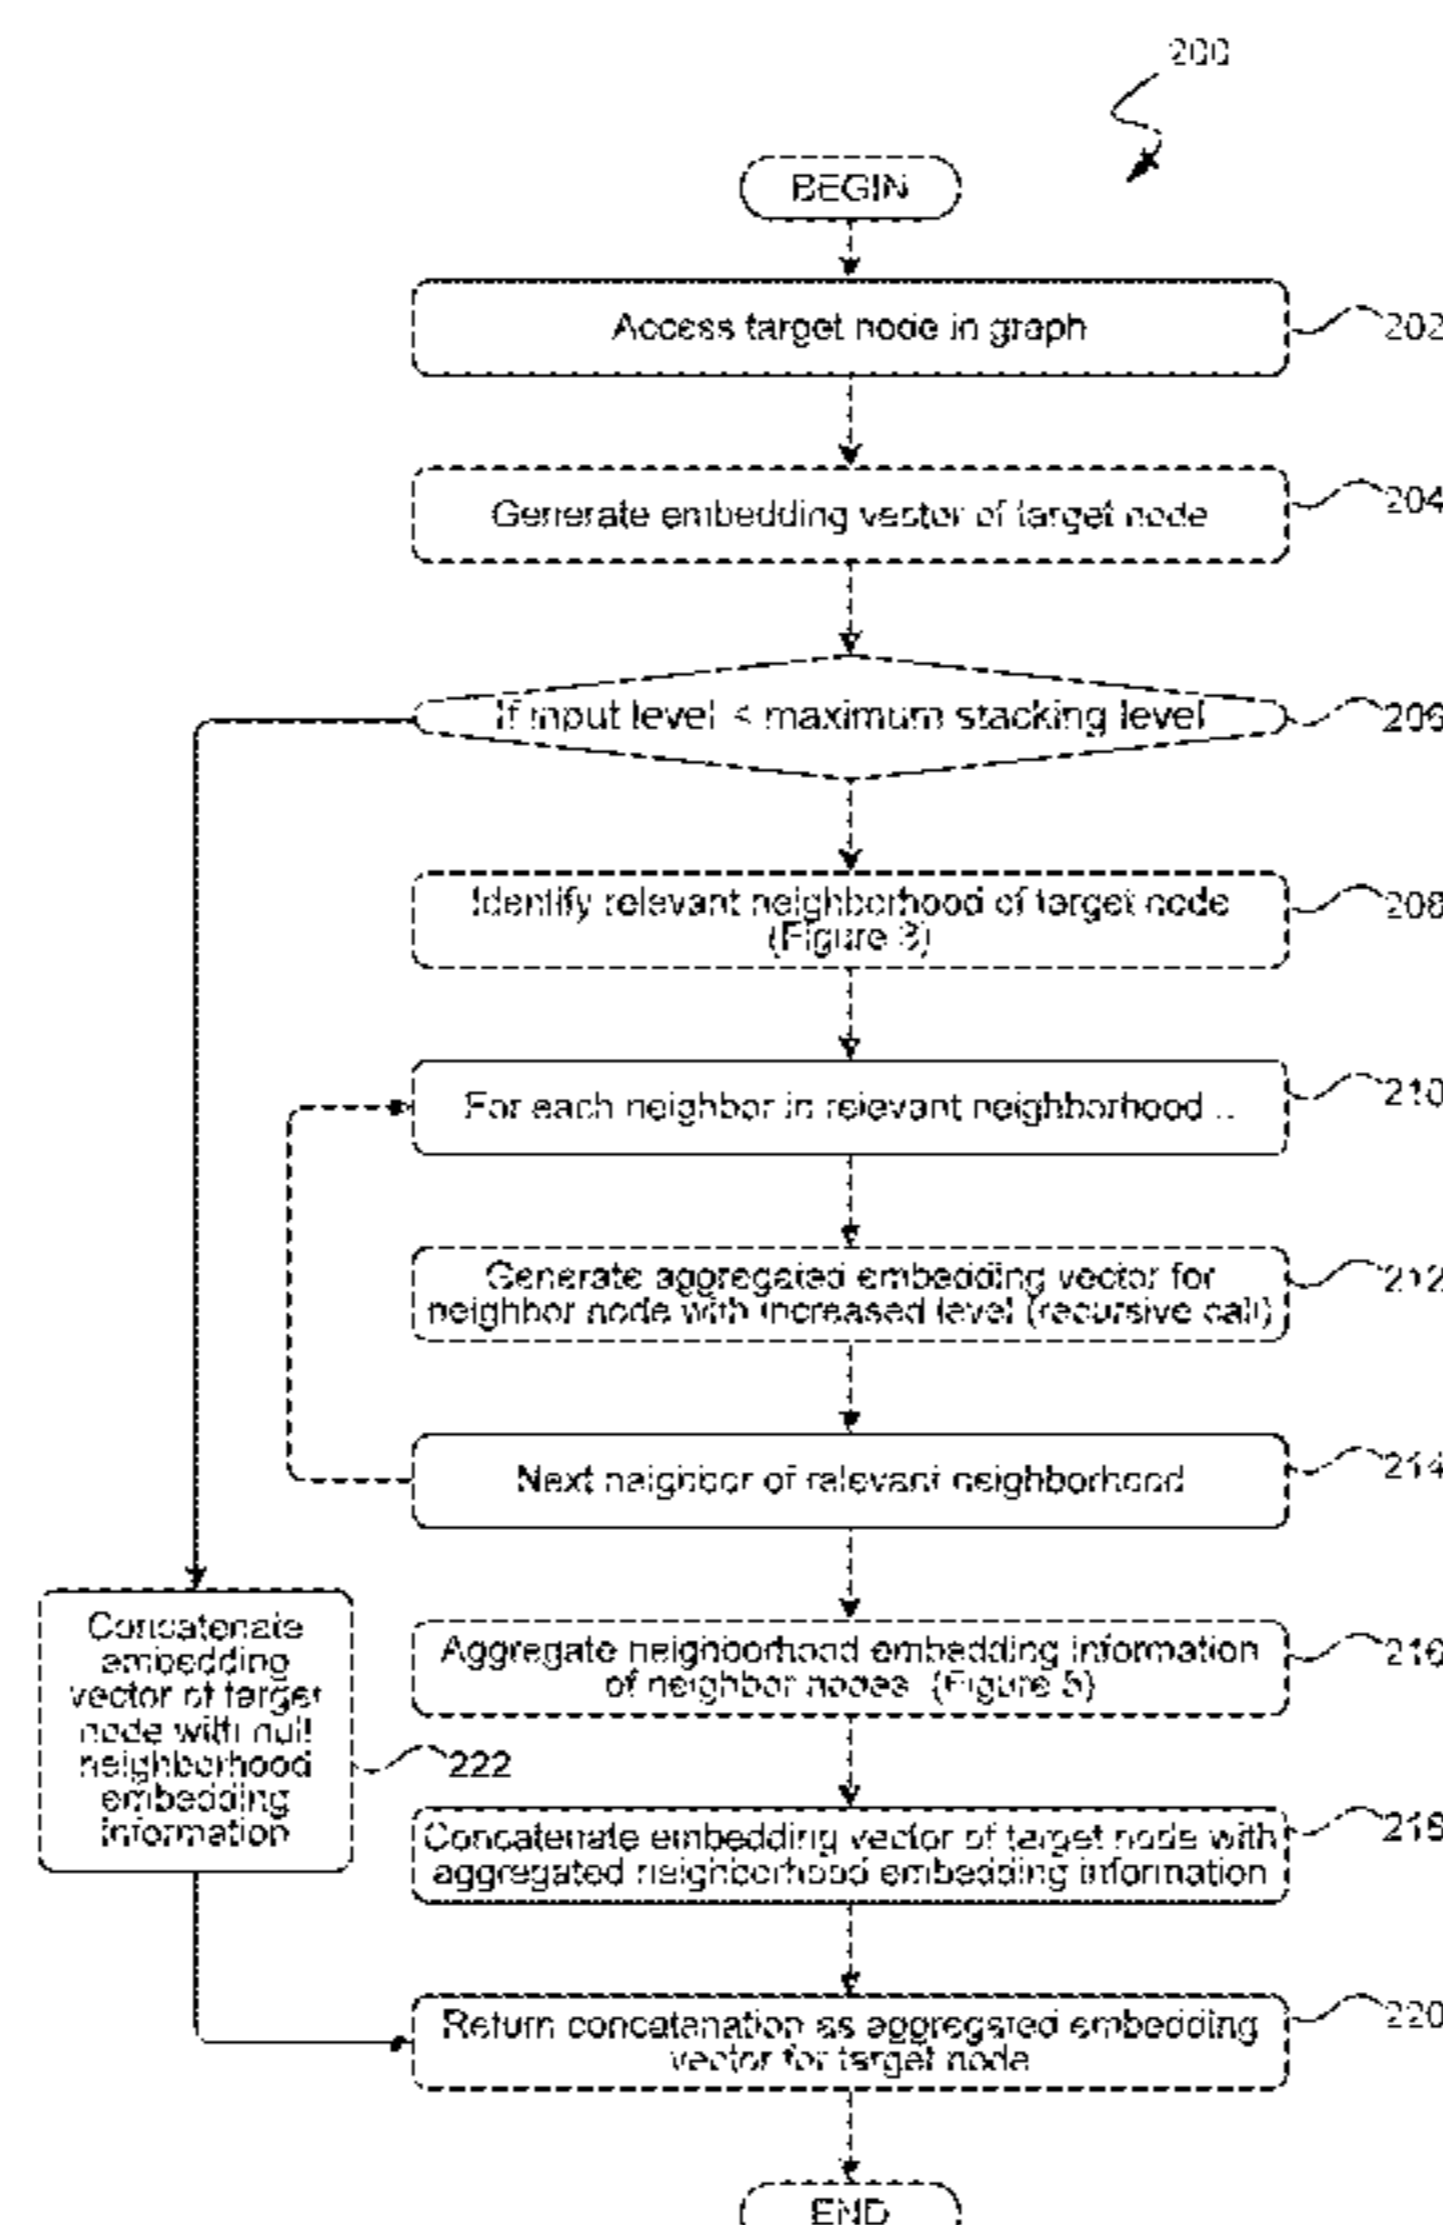 200
BEGIN
Access target node in graph
202
Generate embedding vector of target node
204
If input level < maximum stacking level
206
Identify relevant neighborhood of target node
(Figure 3)
208
For each neighbor in relevant neighborhood ..
210
Generate aggregated embedding vector for
neighbor node with increased level (recursive call)
212
Next neighbor of relevant neighborhood
214
Aggregate neighborhood embedding information
of neighbor nodes (Figure 5)
216
Concatenate
embedding
vector of target
node with null
neighborhood
embedding
information
222
Concatenate embedding vector of target node with
aggregated neighborhood embedding information
218
Return concatenation as aggregated embedding
vector for target node
220
END